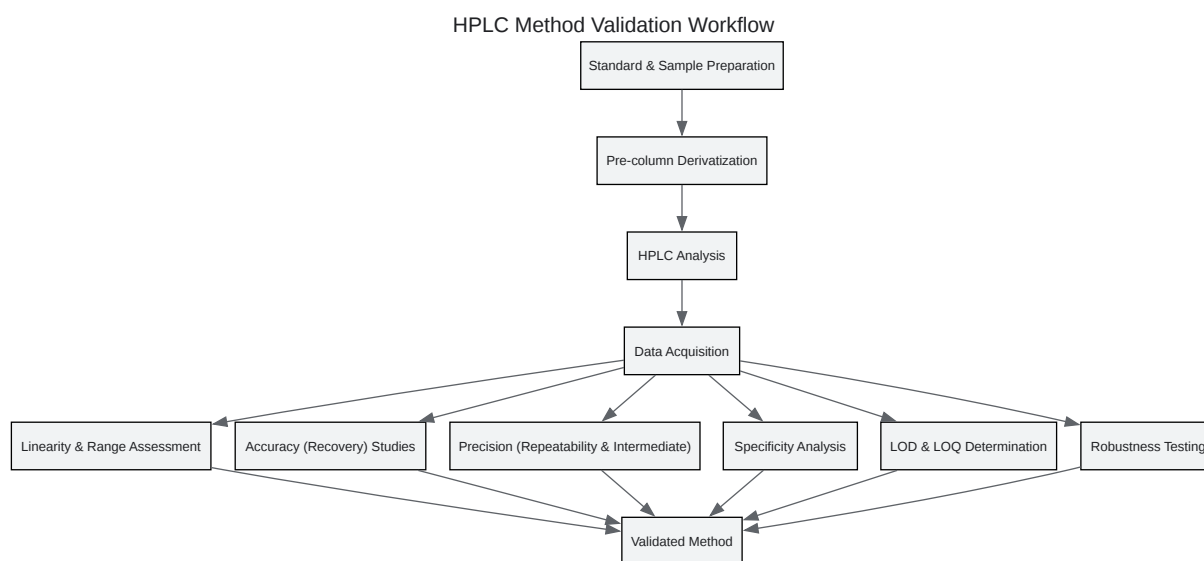 HPLC Method Validation Workflow
Standard & Sample Preparation
Pre-column Derivatization
HPLC Analysis
Data Acquisition
Linearity & Range Assessment
Accuracy (Recovery) Studies
Precision (Repeatability & Intermediate)
Specificity Analysis
LOD & LOQ Determination
Robustness Testing
Validated Method